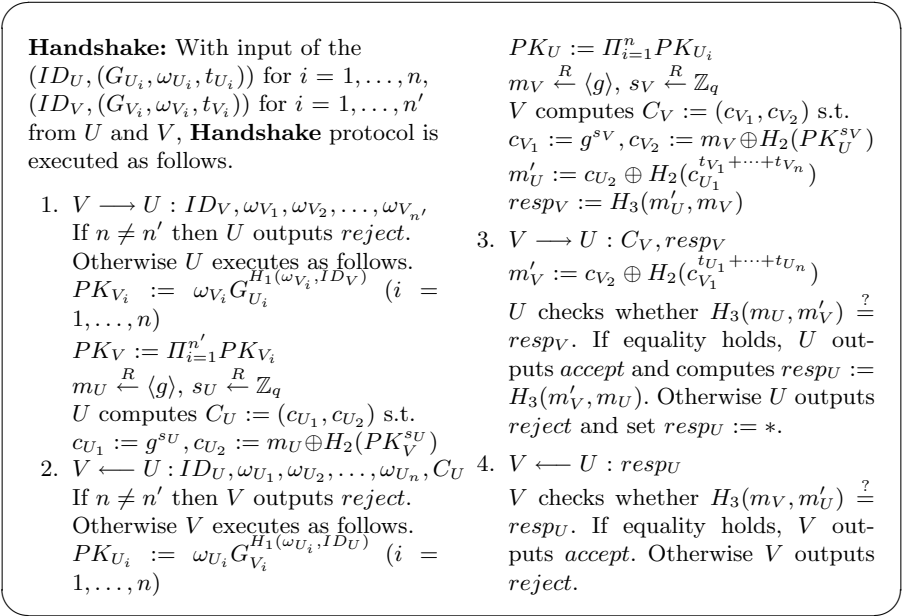 Handshake: With input of the
(ID_U, (G_{U_i}, ω_{U_i}, t_{U_i})) for i = 1, . . . , n,
(ID_V, (G_{V_i}, ω_{V_i}, t_{V_i})) for i = 1, . . . , n′
from U and V, Handshake protocol is
executed as follows.
1. V ⟶ U : ID_V, ω_{V_1}, ω_{V_2}, . . . , ω_{V_{n′}}
If n ≠ n′ then U outputs reject.
Otherwise U executes as follows.
PK_{V_i} := ω_{V_i} G_{U_i}^{H_1(ω_{V_i}, ID_V)} (i =
1, . . . , n)
PK_V := Π_{i=1}^{n′} PK_{V_i}
m_U ←^R ⟨g⟩, s_U ←^R ℤ_q
U computes C_U := (c_{U_1}, c_{U_2}) s.t.
c_{U_1} := g^{s_U}, c_{U_2} := m_U ⊕ H_2(PK_V^{s_U})
2. V ⟵ U : ID_U, ω_{U_1}, ω_{U_2}, . . . , ω_{U_n}, C_U
If n ≠ n′ then V outputs reject.
Otherwise V executes as follows.
PK_{U_i} := ω_{U_i} G_{V_i}^{H_1(ω_{U_i}, ID_U)} (i =
1, . . . , n)
PK_U := Π_{i=1}^{n} PK_{U_i}
m_V ←^R ⟨g⟩, s_V ←^R ℤ_q
V computes C_V := (c_{V_1}, c_{V_2}) s.t.
c_{V_1} := g^{s_V}, c_{V_2} := m_V ⊕ H_2(PK_U^{s_V})
m′_U := c_{U_2} ⊕ H_2(c_{U_1}^{t_{V_1}+···+t_{V_n}})
resp_V := H_3(m′_U, m_V)
3. V ⟶ U : C_V, resp_V
m′_V := c_{V_2} ⊕ H_2(c_{V_1}^{t_{U_1}+···+t_{U_n}})
U checks whether H_3(m_U, m′_V) =^?
resp_V. If equality holds, U out-
puts accept and computes resp_U :=
H_3(m′_V, m_U). Otherwise U outputs
reject and set resp_U := ∗.
4. V ⟵ U : resp_U
V checks whether H_3(m_V, m′_U) =^?
resp_U. If equality holds, V out-
puts accept. Otherwise V outputs
reject.